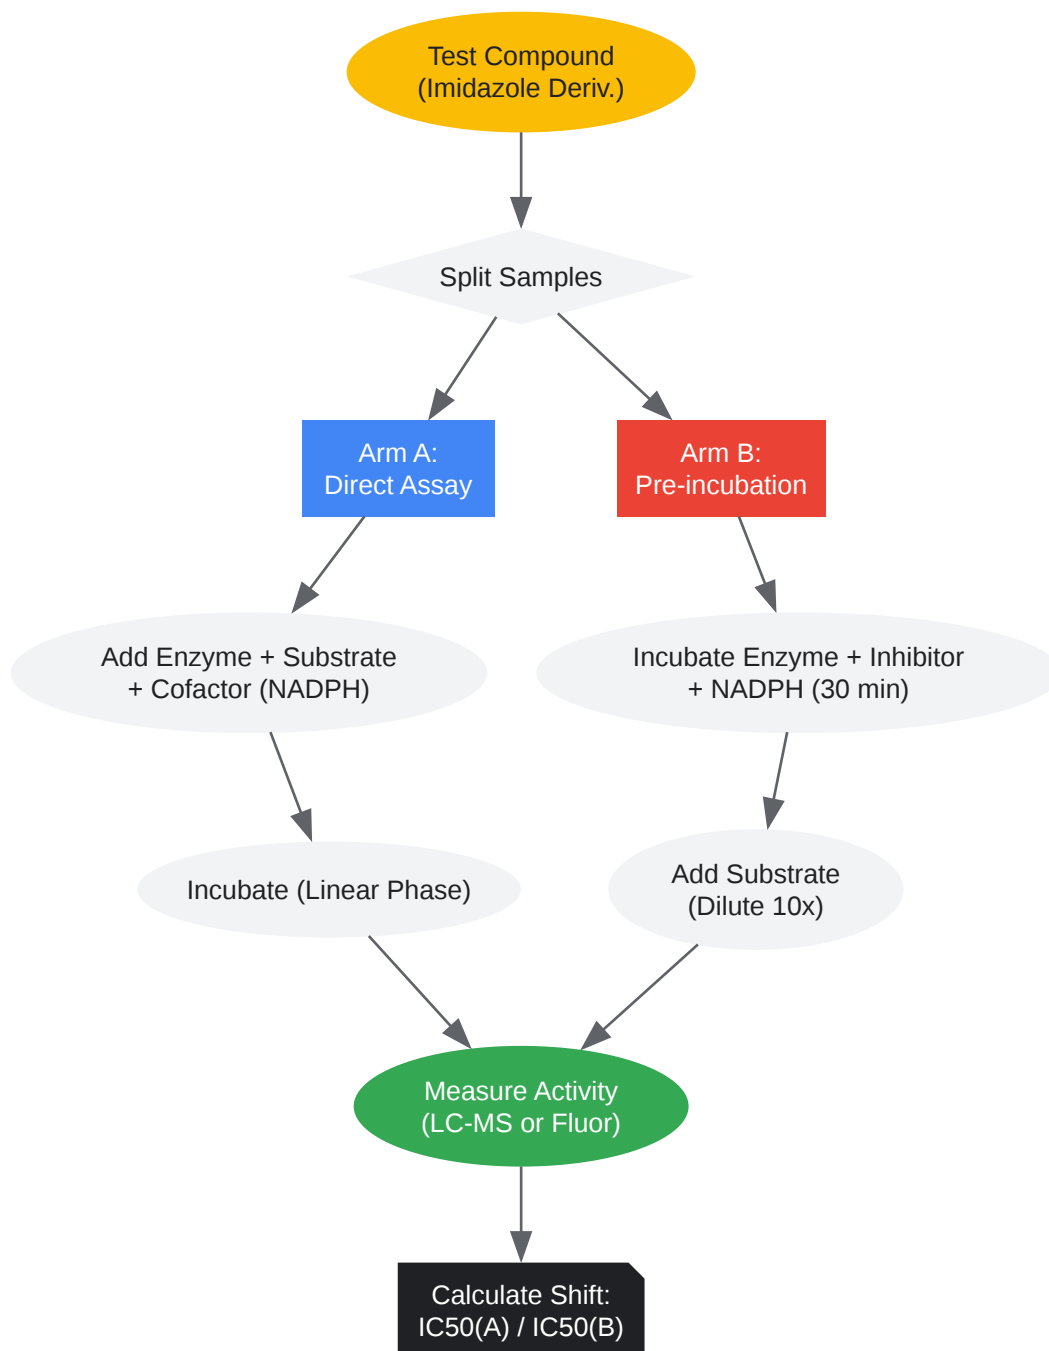 Test Compound
(Imidazole Deriv.)
Split Samples
Arm A:
Direct Assay
Arm B:
Pre-incubation
Add Enzyme + Substrate
+ Cofactor (NADPH)
Incubate Enzyme + Inhibitor
+ NADPH (30 min)
Incubate (Linear Phase)
Add Substrate
(Dilute 10x)
Measure Activity
(LC-MS or Fluor)
Calculate Shift:
IC50(A) / IC50(B)